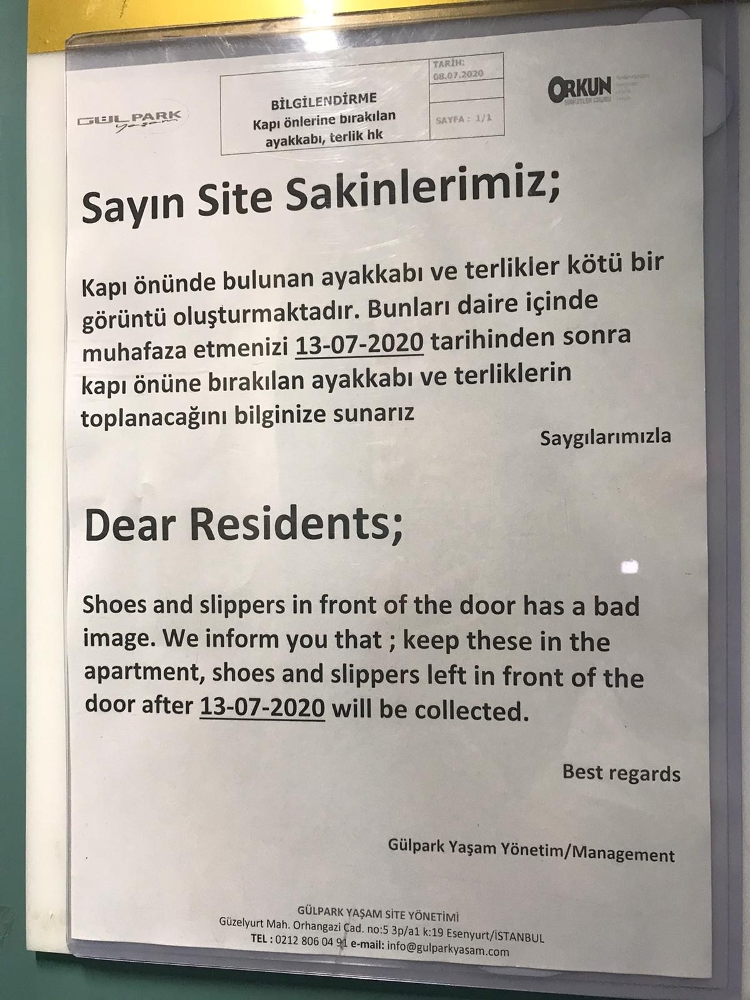 GÜLPARK
yaşam
BİLGİLENDİRME
Kapı önlerine bırakılan
ayakkabı, terlik hk
TARİH:
08.07.2020
SAYFA : 1/1
ORKUN
ŞİRKETLER GRUBU
Sayın Site Sakinlerimiz;
Kapı önünde bulunan ayakkabı ve terlikler kötü bir
görüntü oluşturmaktadır. Bunları daire içinde
muhafaza etmenizi 13-07-2020 tarihinden sonra
kapı önüne bırakılan ayakkabı ve terliklerin
toplanacağını bilginize sunarız
Saygılarımızla
Dear Residents;
Shoes and slippers in front of the door has a bad
image. We inform you that ; keep these in the
apartment, shoes and slippers left in front of the
door after 13-07-2020 will be collected.
Best regards
Gülpark Yaşam Yönetim/Management
GÜLPARK YAŞAM SİTE YÖNETİMİ
Güzelyurt Mah. Orhangazi Cad. no:5 3p/a1 k:19 Esenyurt/İSTANBUL
TEL : 0212 806 04 91 e-mail: info@gulparkyasam.com